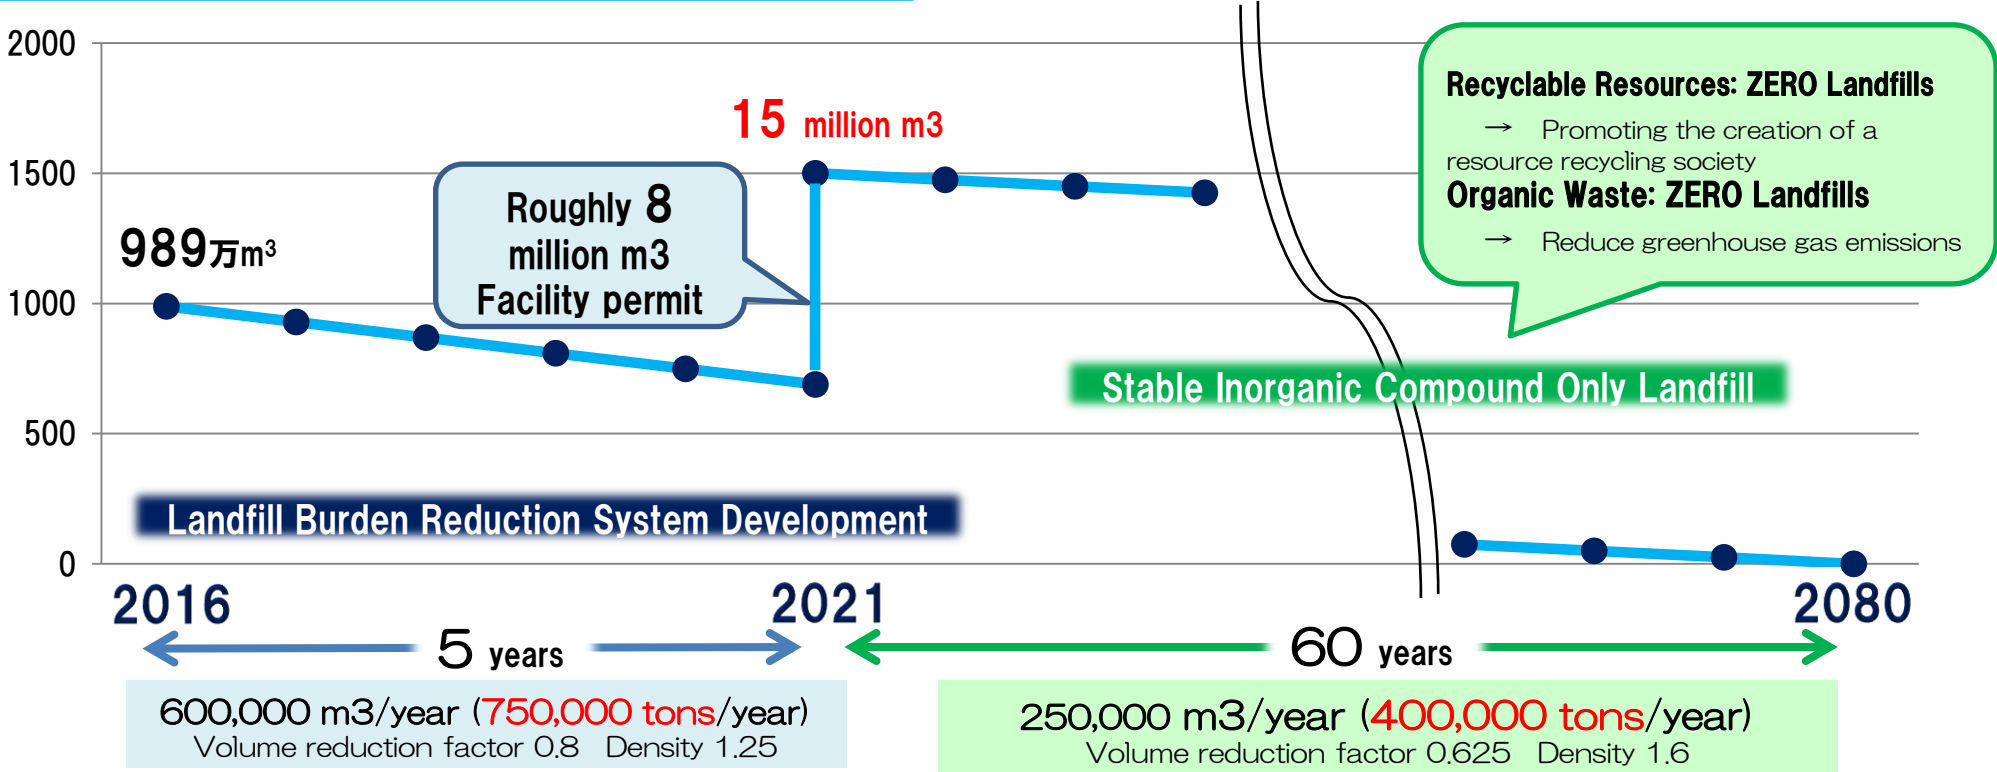 2000
1500
1000
500
0
989万m³
Roughly 8
million m3
Facility permit
15 million m3
Recyclable Resources: ZERO Landfills
→ Promoting the creation of a
resource recycling society
Organic Waste: ZERO Landfills
→ Reduce greenhouse gas emissions
Stable Inorganic Compound Only Landfill
Landfill Burden Reduction System Development
2016
2021
2080
5 years
60 years
600,000 m3/year (750,000 tons/year)
Volume reduction factor 0.8 Density 1.25
250,000 m3/year (400,000 tons/year)
Volume reduction factor 0.625 Density 1.6